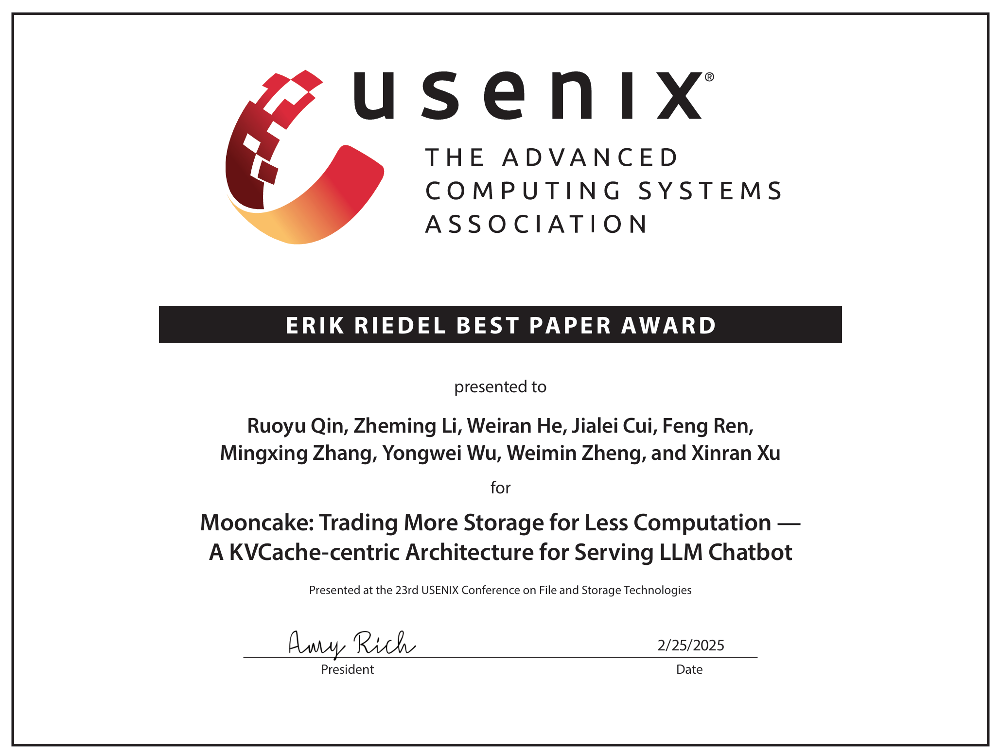 usenix®
THE ADVANCED
COMPUTING SYSTEMS
ASSOCIATION
ERIK RIEDEL BEST PAPER AWARD
presented to
Ruoyu Qin, Zheming Li, Weiran He, Jialei Cui, Feng Ren,
Mingxing Zhang, Yongwei Wu, Weimin Zheng, and Xinran Xu
for
Mooncake: Trading More Storage for Less Computation —
A KVCache-centric Architecture for Serving LLM Chatbot
Presented at the 23rd USENIX Conference on File and Storage Technologies
Amy Rich 2/25/2025
President Date